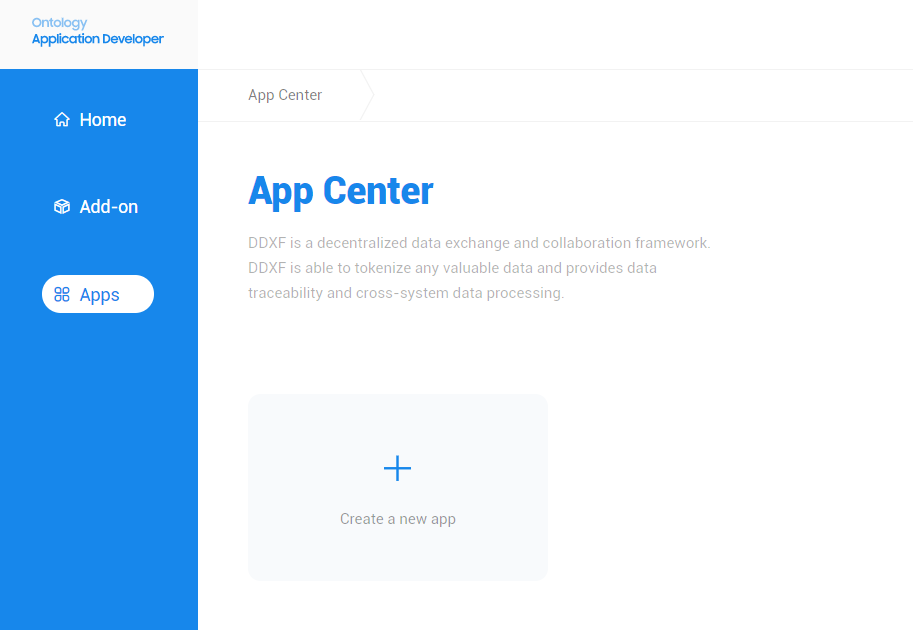 Ontology
Application Developer
Home
Add-on
Apps
App Center
App Center
DDXF is a decentralized data exchange and collaboration framework.
DDXF is able to tokenize any valuable data and provides data
traceability and cross-system data processing.
Create a new app